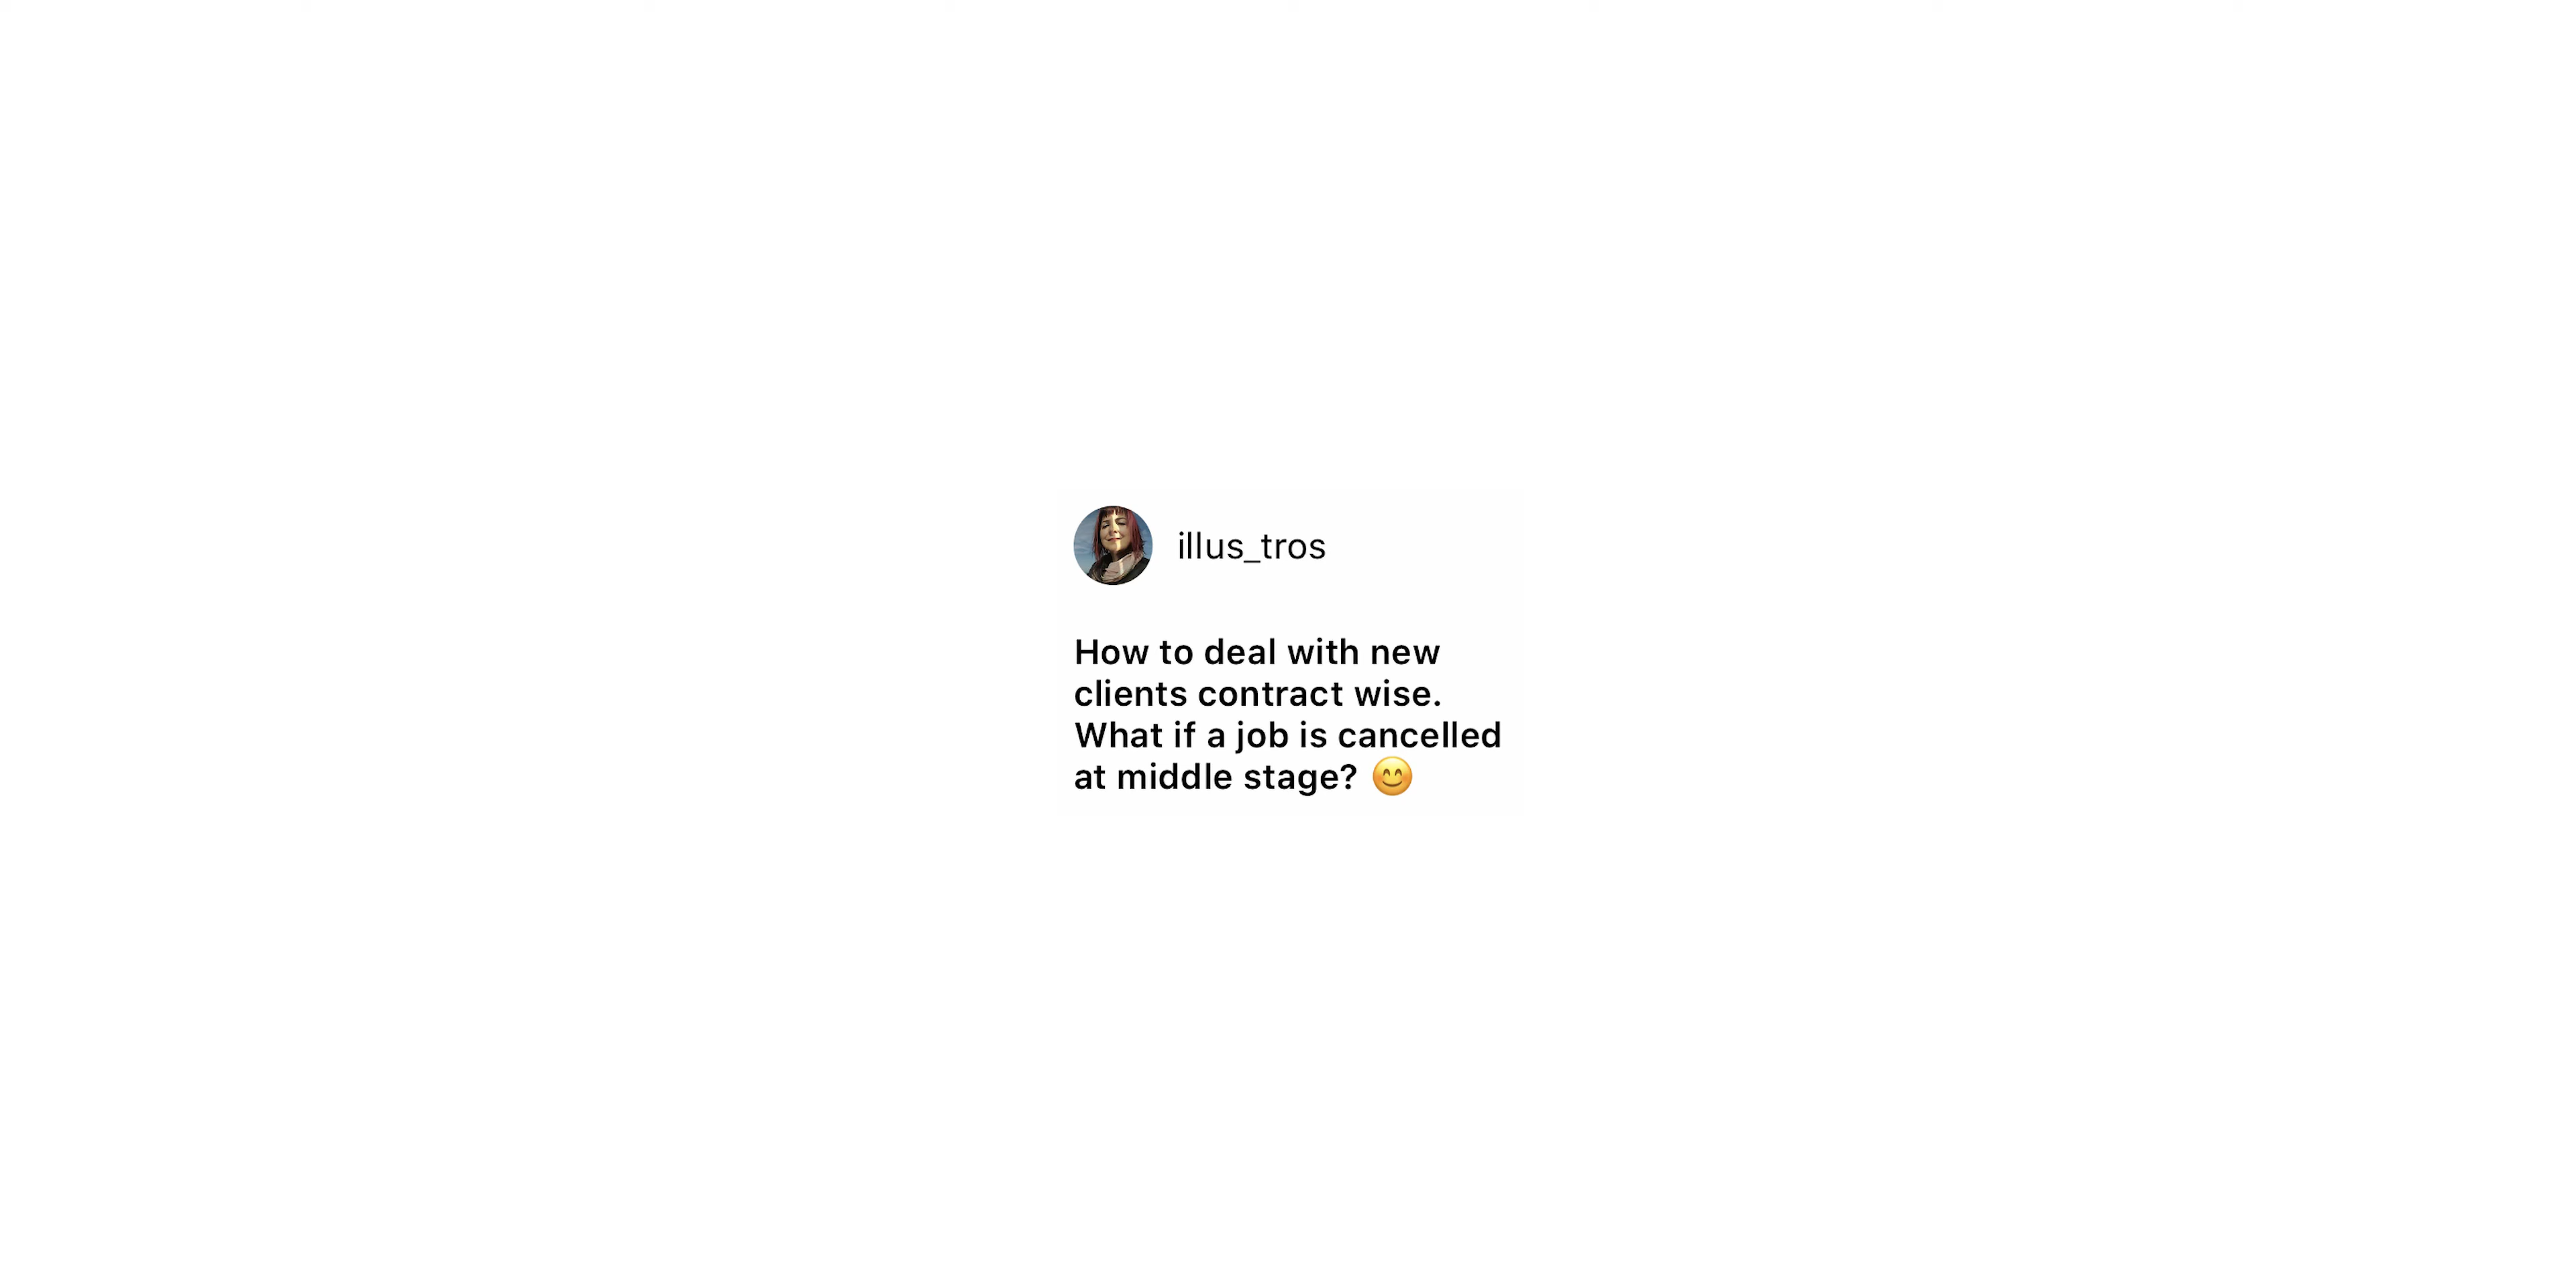 illus_tros
How to deal with new
clients contract wise.
What if a job is cancelled
at middle stage? 😊